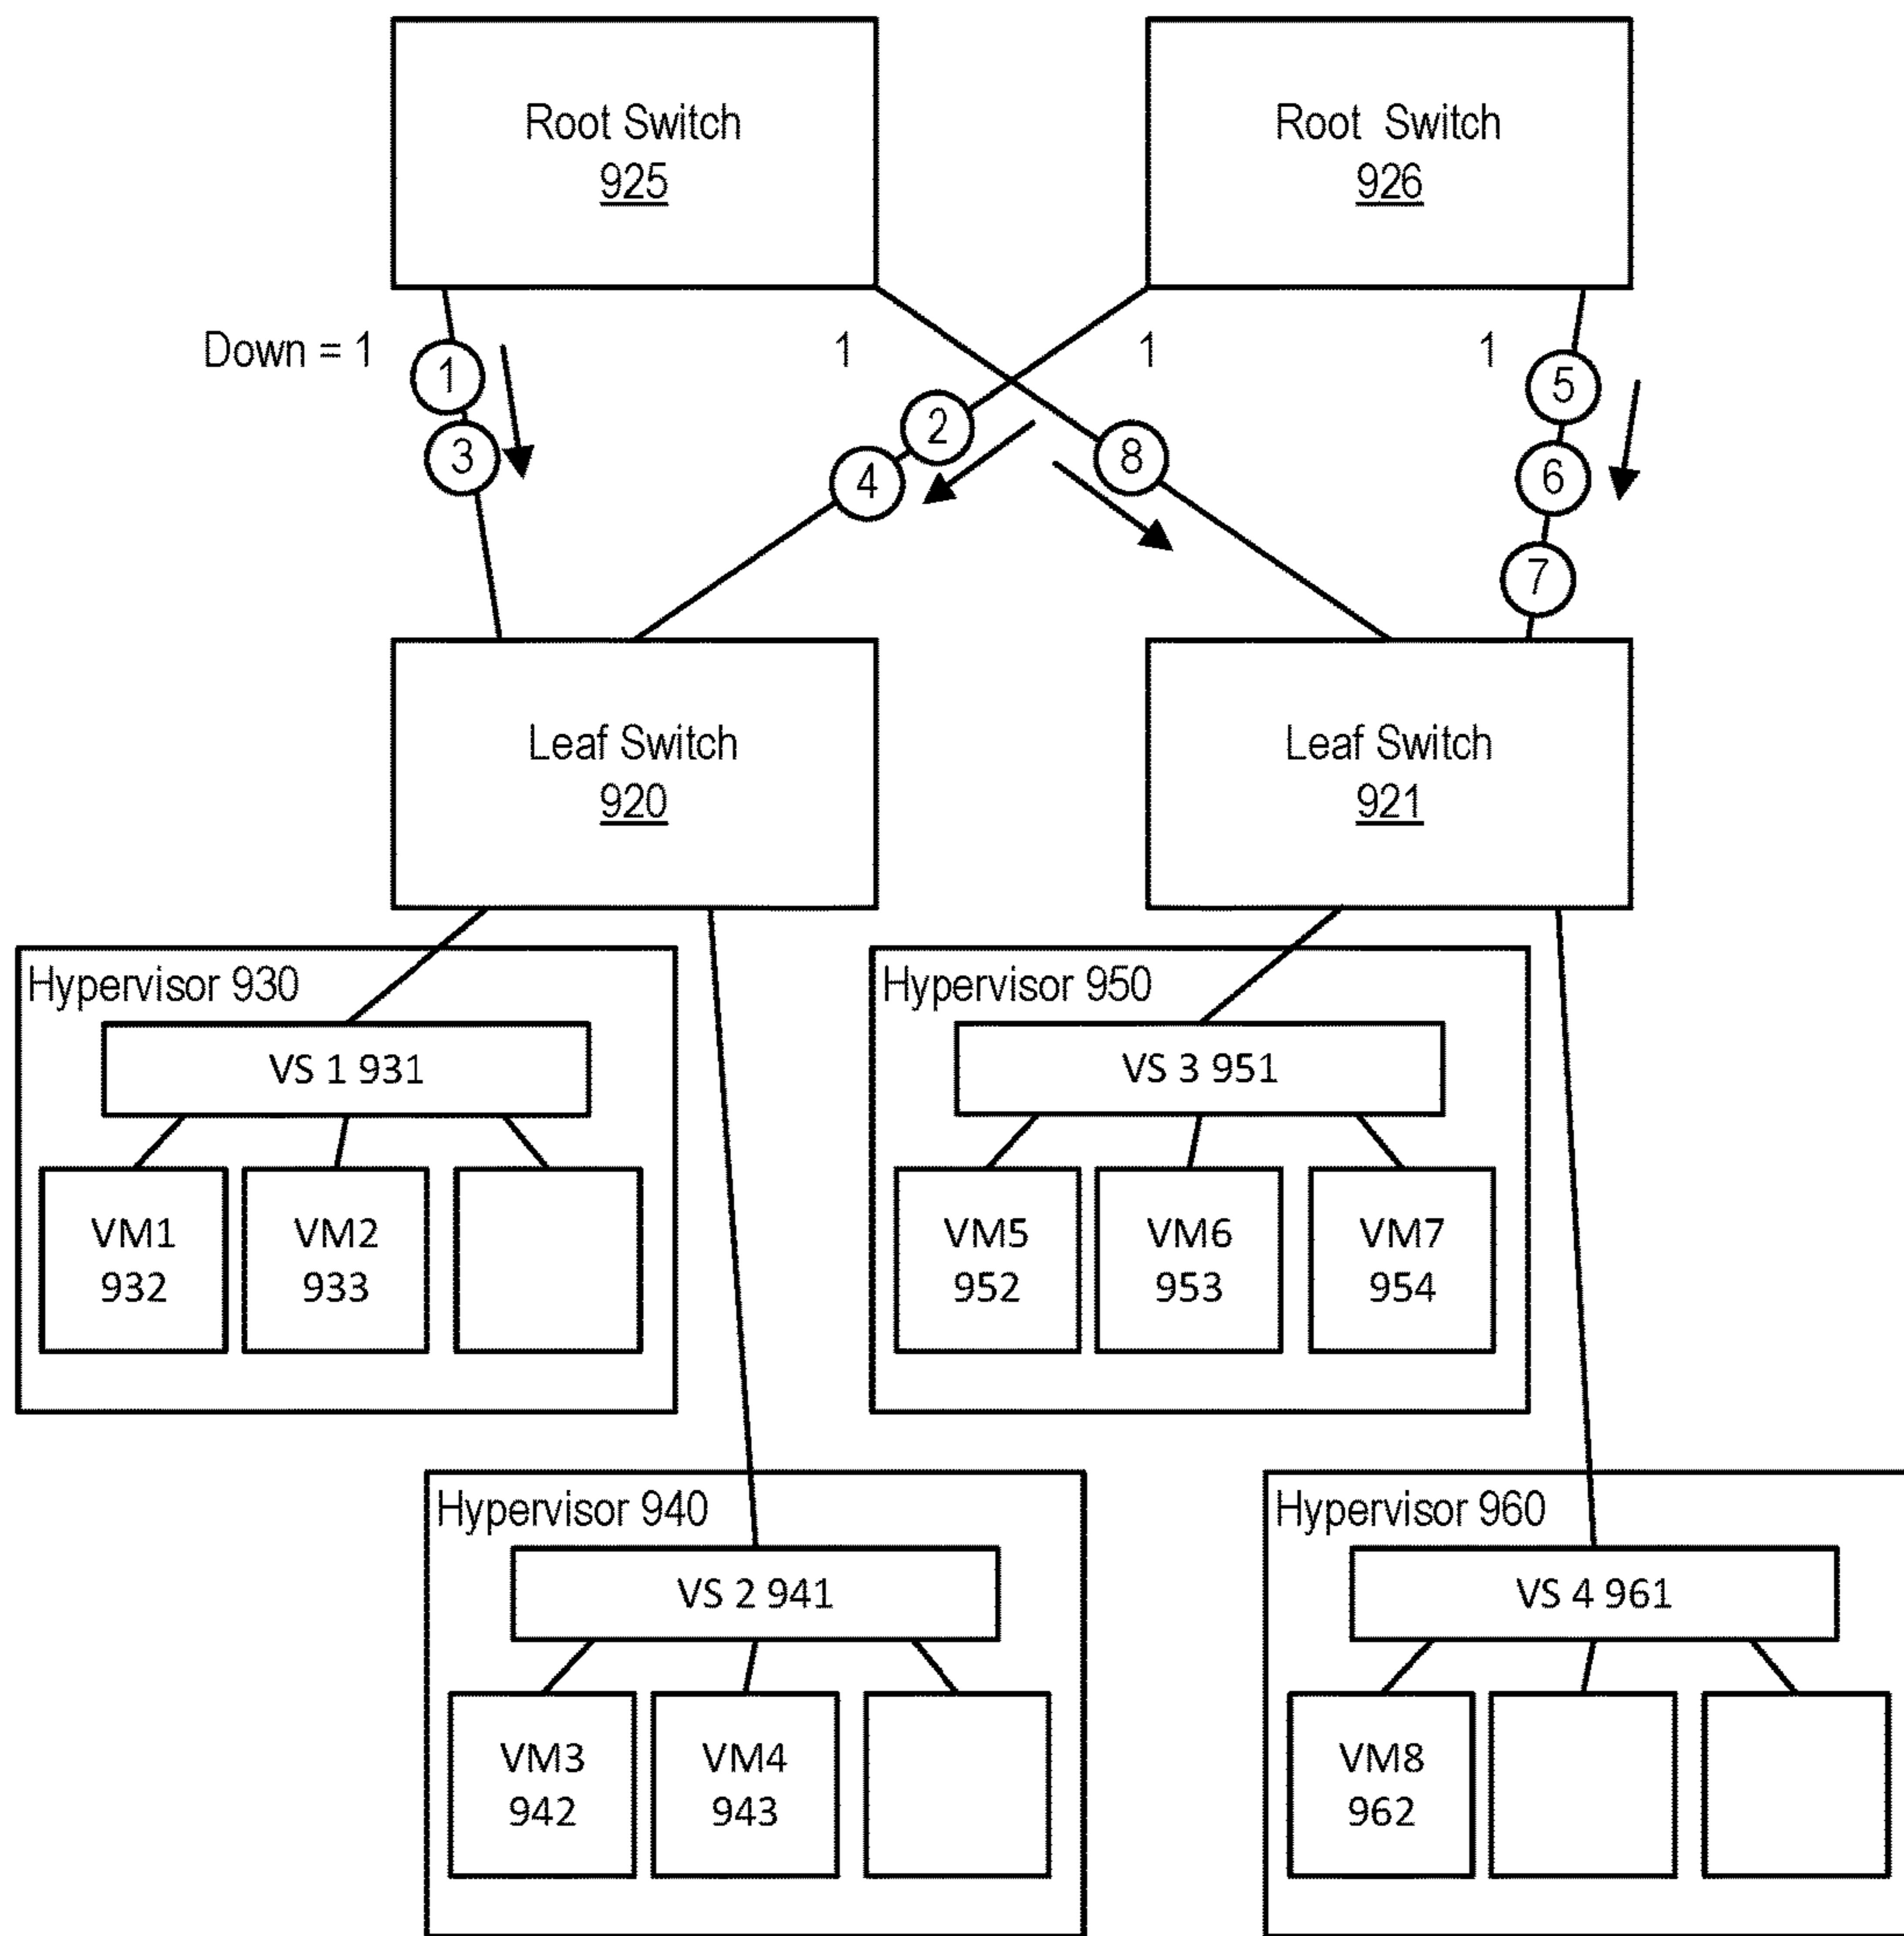 Root Switch
925
Root Switch
926
Down = 1
1
1
1
1
3
2
4
8
5
6
7
Leaf Switch
920
Leaf Switch
921
Hypervisor 930
VS 1 931
VM1
932
VM2
933
Hypervisor 950
VS 3 951
VM5
952
VM6
953
VM7
954
Hypervisor 940
VS 2 941
VM3
942
VM4
943
Hypervisor 960
VS 4 961
VM8
962